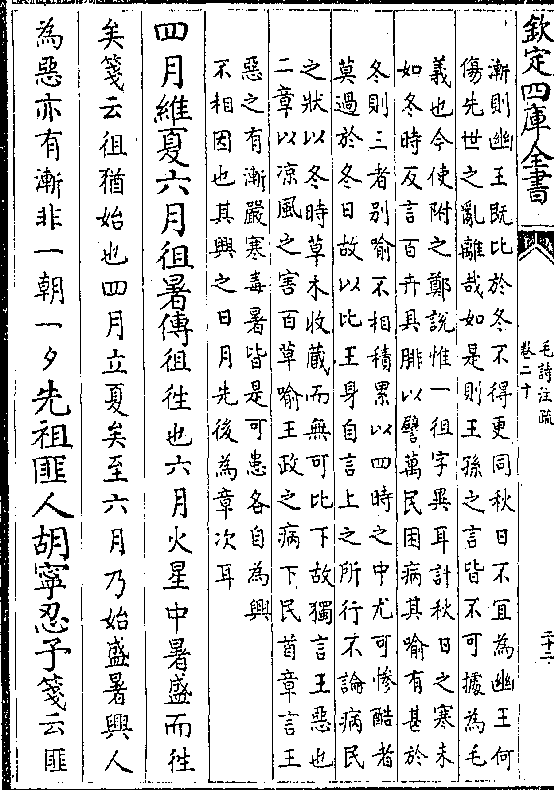 欽定四庫全書
毛詩注疏
卷二十
二十二
漸則幽王既比於冬不得更同秋日不宜為幽王何
傷先世之亂離哉如是則王孫之言皆不可據為毛
義也今使附之鄭說惟一徂字異耳計秋日之寒未
如冬時反言百卉具腓以譬萬民困病其喻有甚於
冬則三者別喻不相積累以四時之中尤可慘酷者
莫過於冬日故以比王身自言上之所行不論病民
之狀以冬時草木收藏而無可比下故獨言王惡也
二章以涼風之害百草喻王政之病下民首章言王
惡之有漸嚴寒毒暑皆是可患各自為興
不相因也其興之日月先後為章次耳
四月維夏六月徂暑傳徂往也六月火星中暑盛而往
矣箋云徂猶始也四月立夏矣至六月乃始盛暑興人
為惡亦有漸非一朝一夕先祖匪人胡寧忍予箋云匪